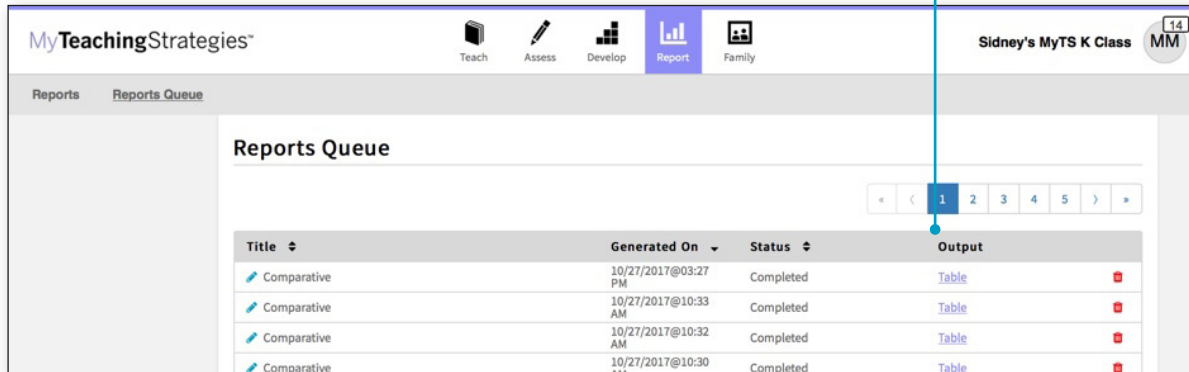 MyTeachingStrategies™
Teach
Assess
Develop
Report
Family
Sidney's MyTS K Class
14
MM
Reports
Reports Queue
Reports Queue
« ‹ 1 2 3 4 5 › »
Title Generated On Status Output
Comparative 10/27/2017@03:27 PM Completed Table
Comparative 10/27/2017@10:33 AM Completed Table
Comparative 10/27/2017@10:32 AM Completed Table
Comparative 10/27/2017@10:30 Completed Table